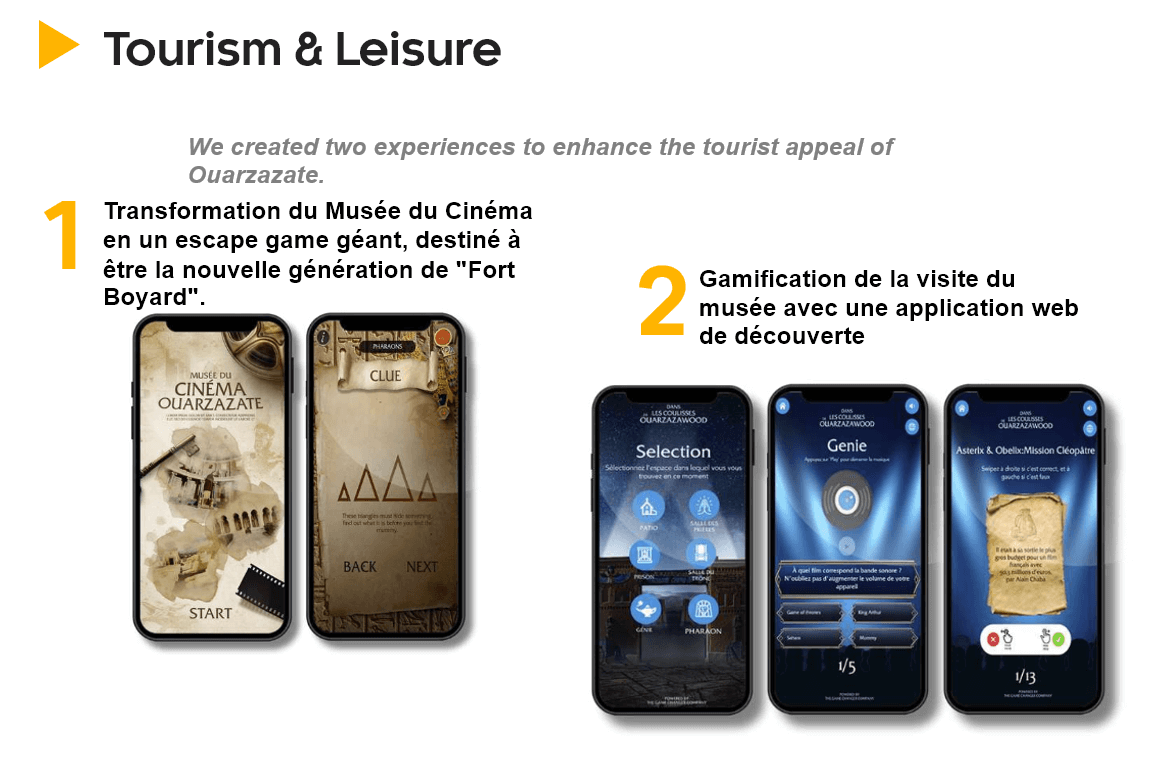 Tourism & Leisure
We created two experiences to enhance the tourist appeal of
Ouarzazate.
1
Transformation du Musée du Cinéma
en un escape game géant, destiné à
être la nouvelle génération de "Fort
Boyard".
2
Gamification de la visite du
musée avec une application web
de découverte
MUSÉE DU
CINÉMA
OUARZAZATE
START
PHARAONS
CLUE
These triangles must hide something,
find out what it is before you find the
mummy.
BACK NEXT
DANS
LES COULISSES
OUARZAZAWOOD
Selection
Sélectionnez l'espace dans lequel vous vous
trouvez en ce moment
PATIO
SALLE DES
PRISON
SALLE DU
TRÔNE
GÉNIE
PHARAON
POWERED BY
THE GAME CHANGER COMPANY
DANS
LES COULISSES
OUARZAZAWOOD
Genie
Appuyez sur 'Play' pour démarrer la musique
À quel film correspond la bande sonore ?
N'oubliez pas d'augmenter le volume de votre
appareil
Game of thrones
King Arthur
Mummy
1/5
POWERED BY
THE GAME CHANGER COMPANY
DANS
LES COULISSES
OUARZAZAWOOD
Asterix & Obelix:Mission Cléopâtre
Swipez à droite si c'est correct, et à
gauche si c'est faux
Il était à sa sortie le plus
gros budget pour un film
français avec
millions d'euros,
par Alain Chaba
1/13
POWERED BY
THE GAME CHANGER COMPANY